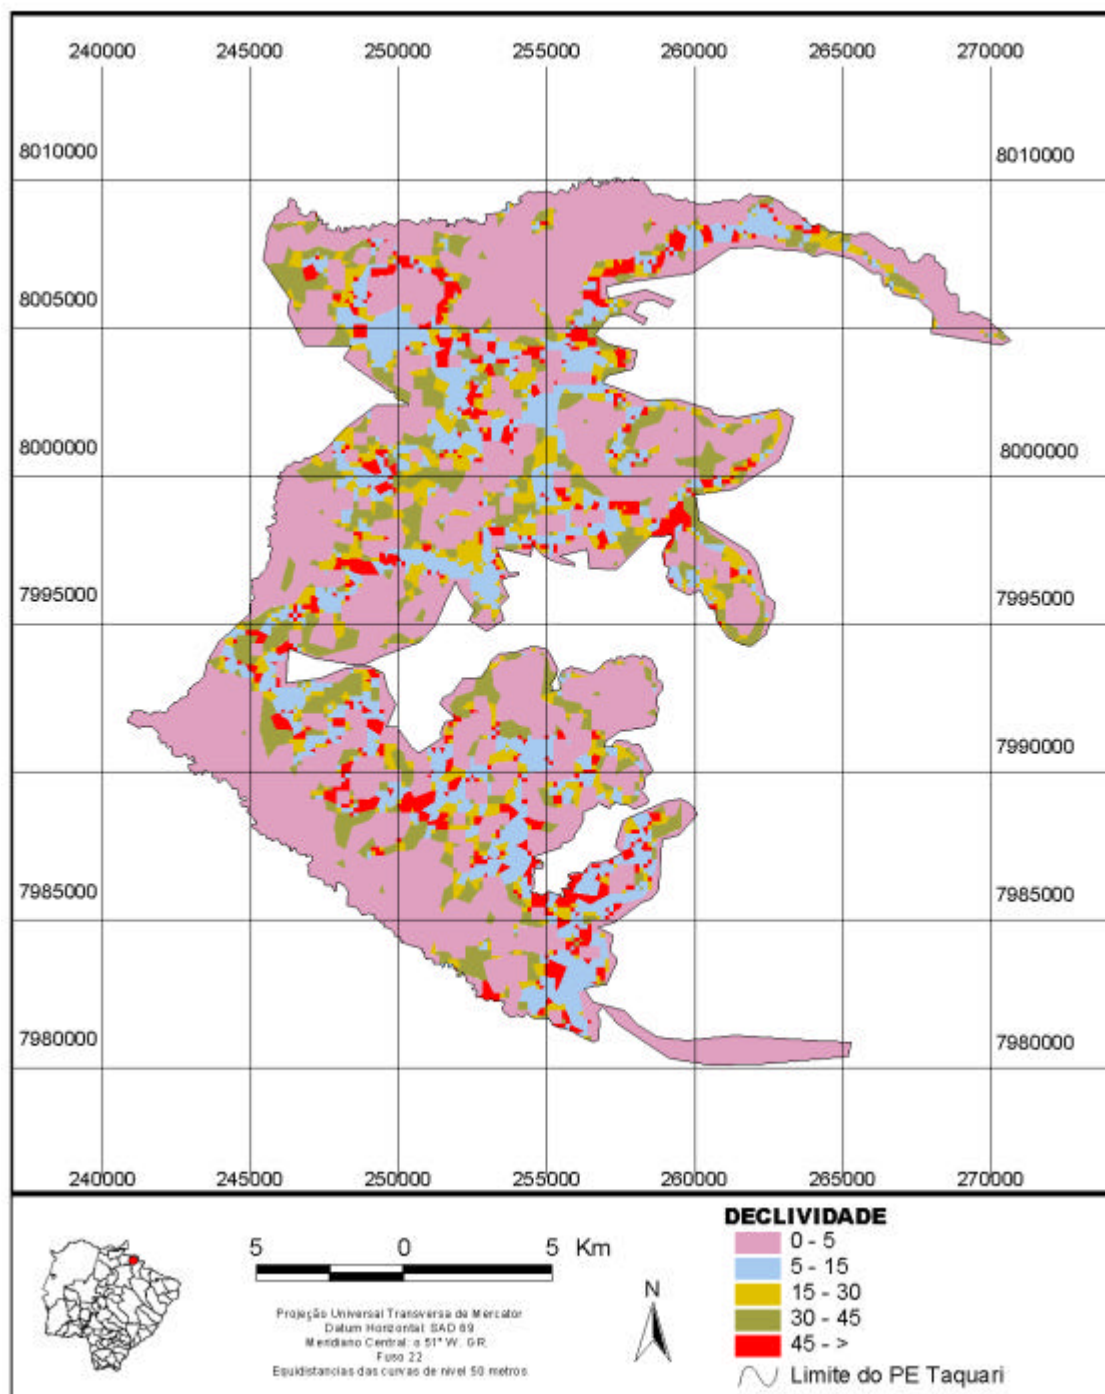 240000 245000 250000 255000 260000 265000 270000
8010000 8010000
8005000 8005000
8000000 8000000
7995000 7995000
7990000 7990000
7985000 7985000
7980000 7980000
240000 245000 250000 255000 260000 265000 270000
5 0 5 Km
Projeção Universal Transversa de Mercator
Datum Horizontal: SAD 69
Meridiano Central: o 51° W. GR.
Fuso 22
Equidistancias das curvas de nivel 50 metros
N
DECLIVIDADE
0 - 5
5 - 15
15 - 30
30 - 45
45 - >
Limite do PE Taquari